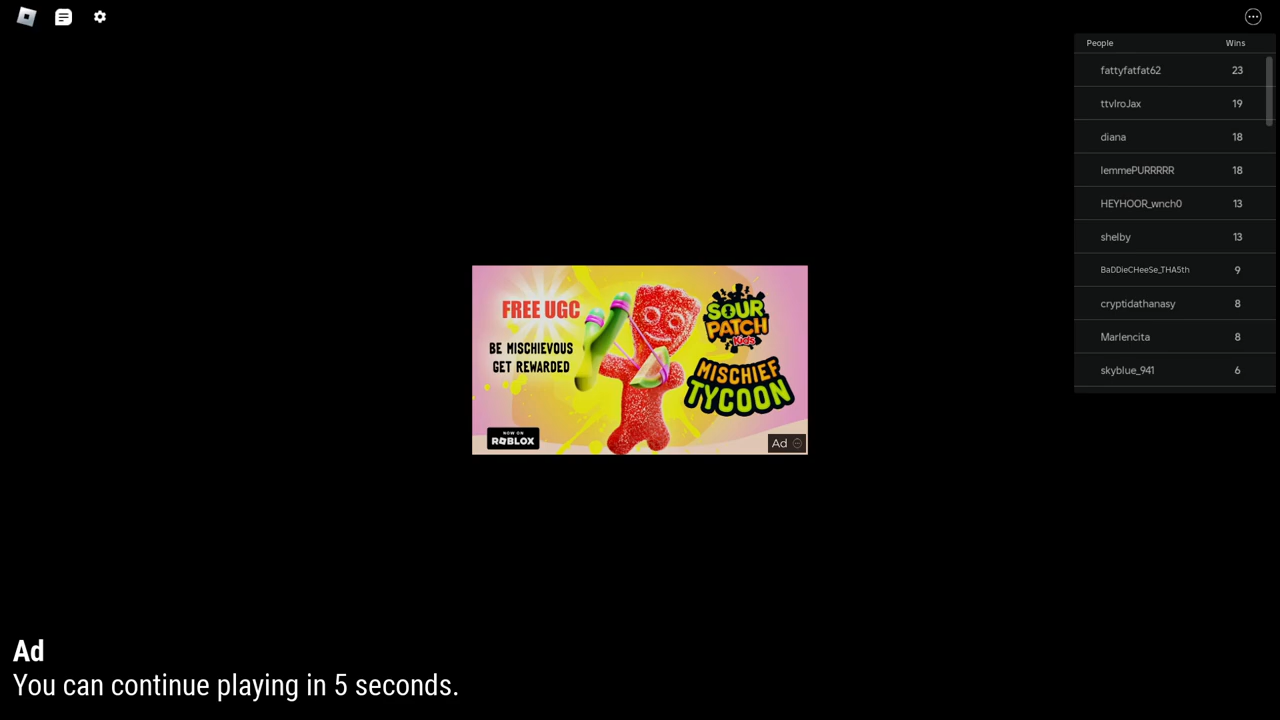 People Wins
fattyfatfat62 23
ttvlroJax 19
diana 18
lemmePURRRRR 18
HEYHOOR_wnch0 13
shelby 13
BaDDieCHeeSe_THA5th 9
cryptidathanasy 8
Marlencita 8
skyblue_941 6
FREE UGC
BE MISCHIEVOUS
GET REWARDED
SOUR
PATCH
Kids
MISCHIEF
TYCOON
NOW ON
ROBLOX
Ad
Ad
You can continue playing in 5 seconds.